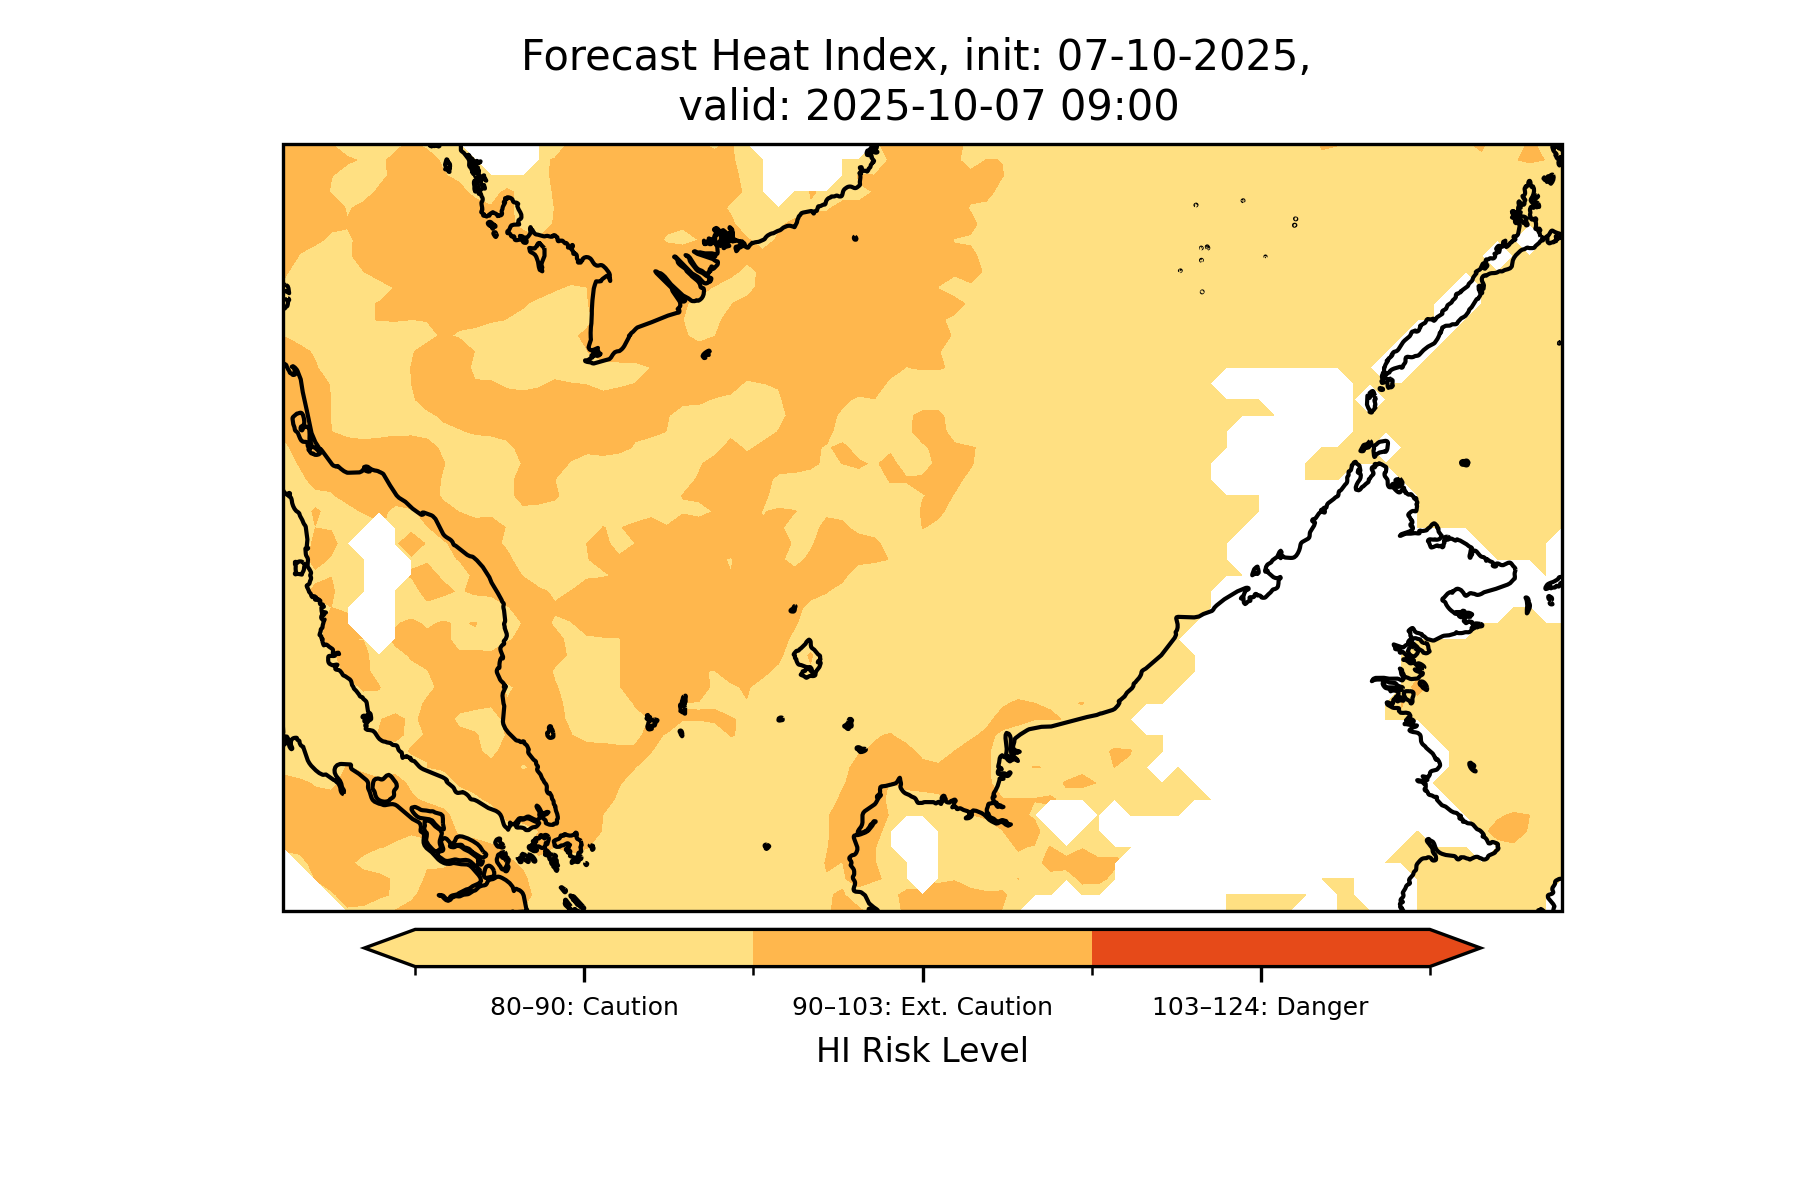 Forecast Heat Index, init: 07-10-2025,
valid: 2025-10-07 09:00
80–90: Caution
90–103: Ext. Caution
103–124: Danger
HI Risk Level